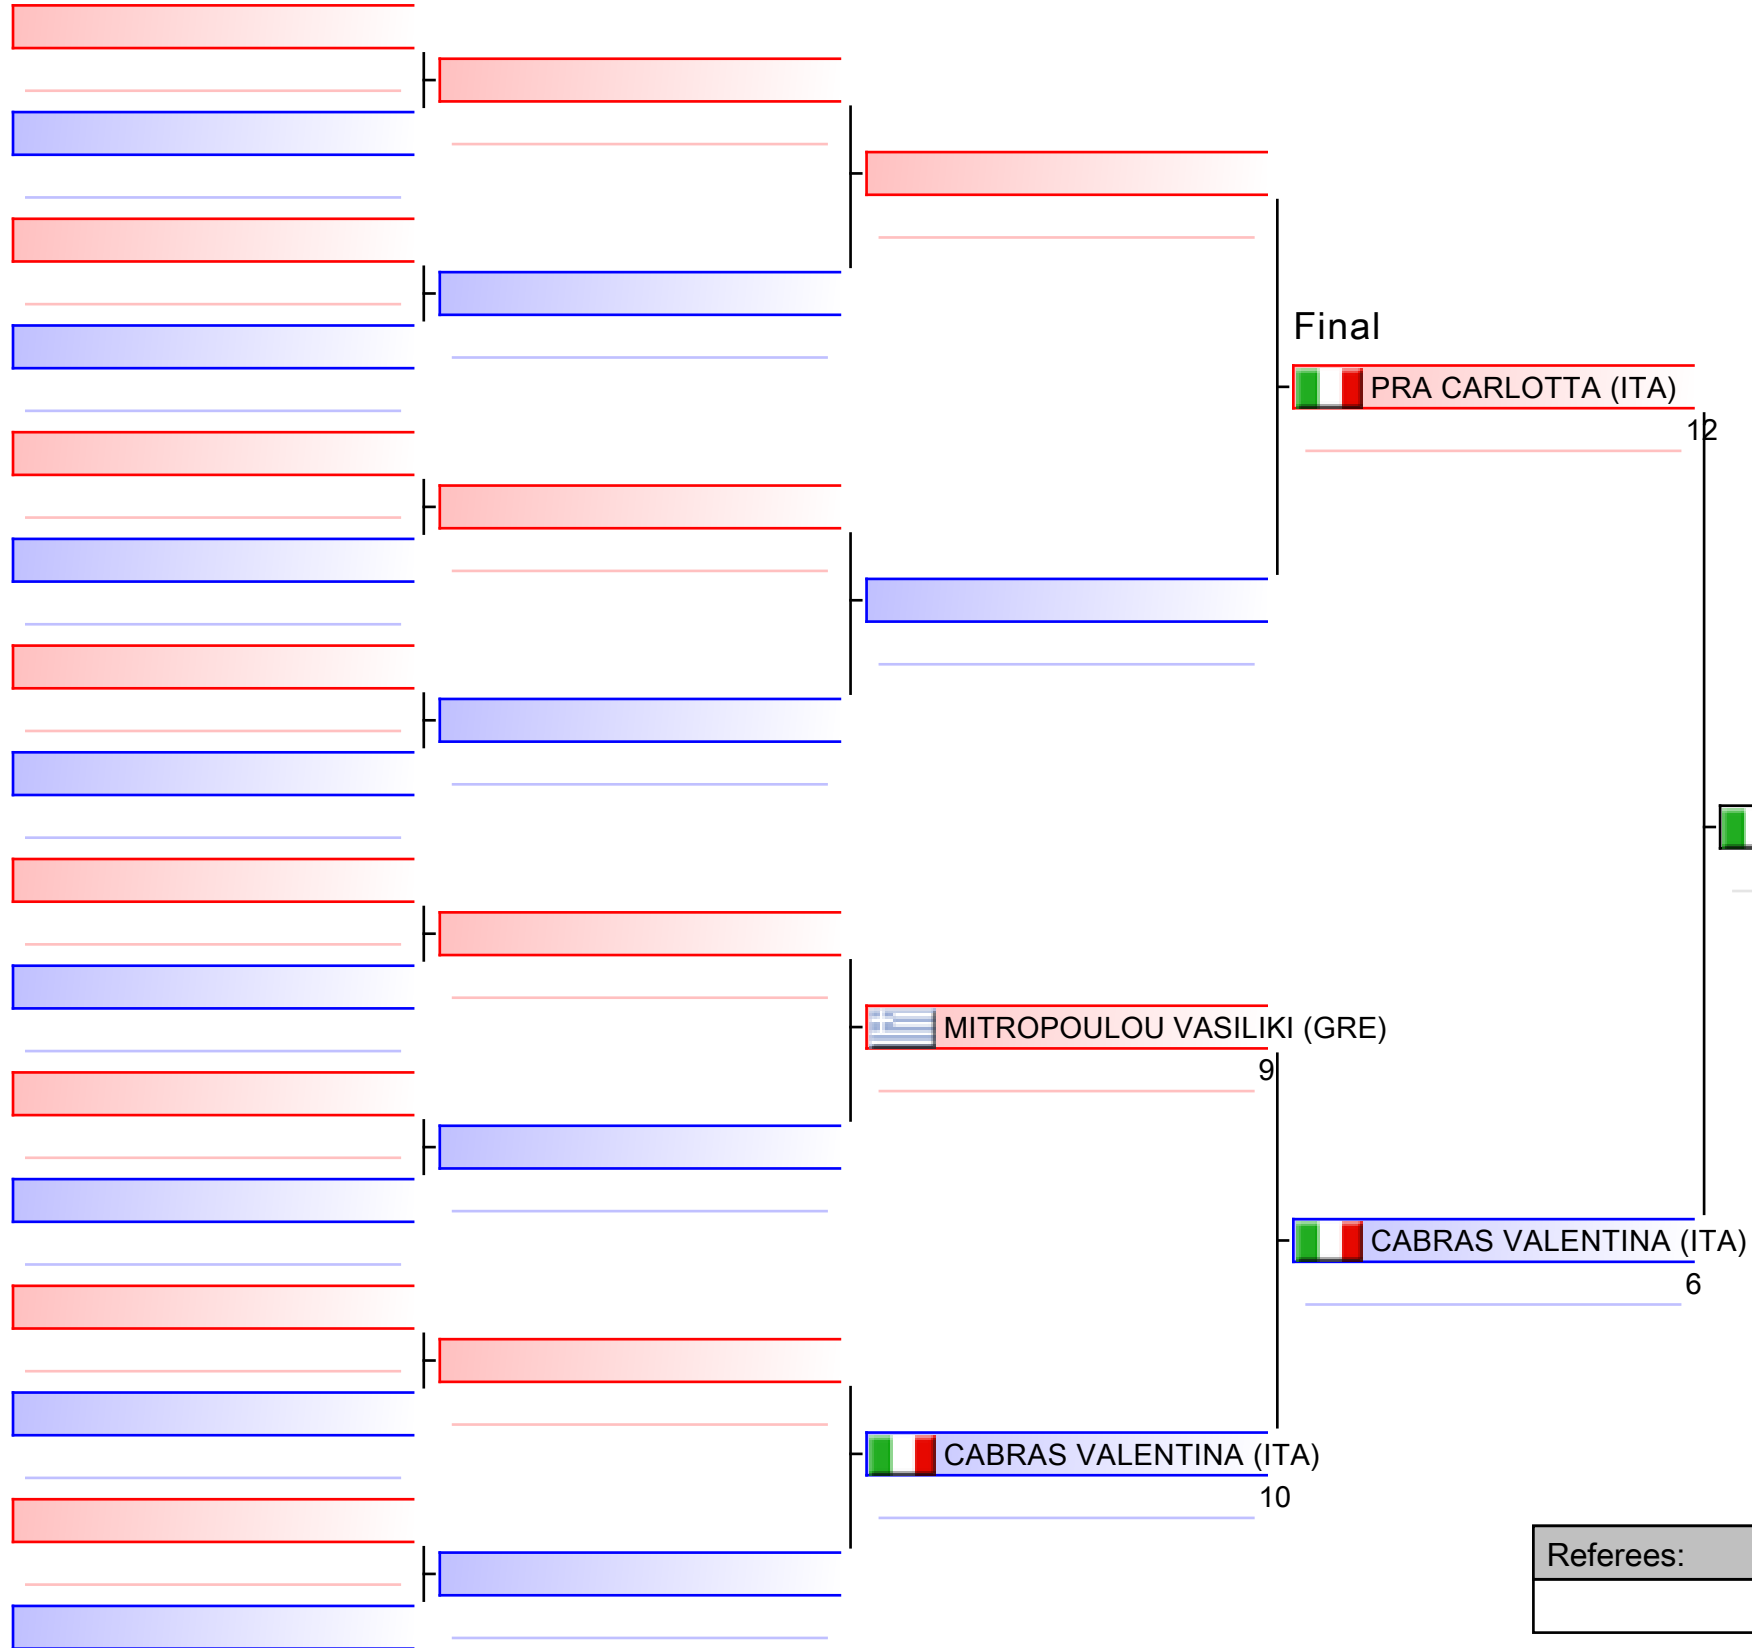 Final
PRA CARLOTTA (ITA)
12
MITROPOULOU VASILIKI (GRE)
9
CABRAS VALENTINA (ITA)
6
CABRAS VALENTINA (ITA)
10
Referees: